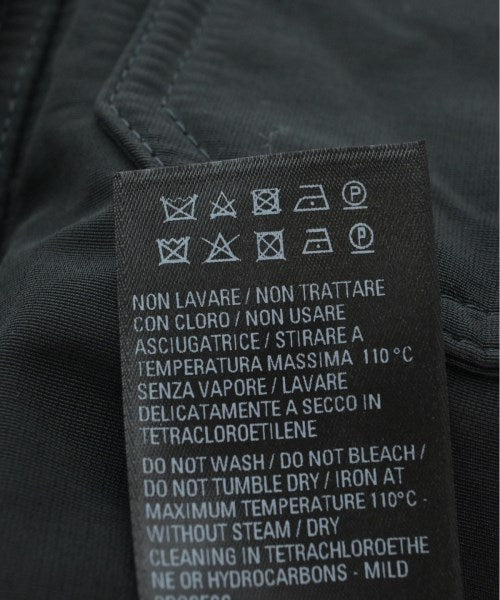 P
P
NON LAVARE / NON TRATTARE
CON CLORO / NON USARE
ASCIUGATRICE / STIRARE A
TEMPERATURA MASSIMA 110 °C
SENZA VAPORE / LAVARE
DELICATAMENTE A SECCO IN
TETRACLOROETILENE
DO NOT WASH / DO NOT BLEACH /
DO NOT TUMBLE DRY / IRON AT
MAXIMUM TEMPERATURE 110°C -
WITHOUT STEAM / DRY
CLEANING IN TETRACHLOROETHE
NE OR HYDROCARBONS - MILD